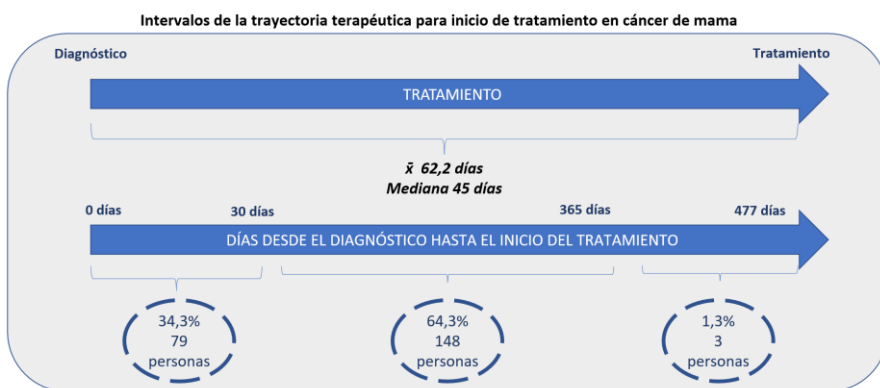 Intervalos de la trayectoria terapéutica para inicio de tratamiento en cáncer de mama
Diagnóstico
Tratamiento
TRATAMIENTO
x̄ 62,2 días
Mediana 45 días
0 días
30 días
365 días
477 días
DÍAS DESDE EL DIAGNÓSTICO HASTA EL INICIO DEL TRATAMIENTO
34,3%
79
personas
64,3%
148
personas
1,3%
3
personas